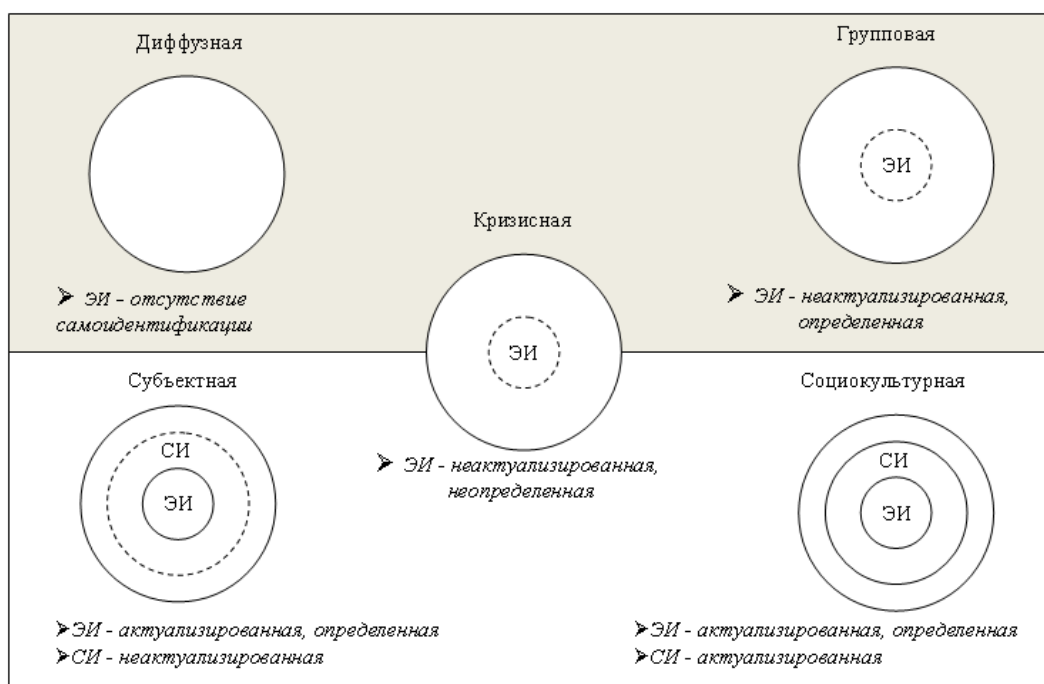 Диффузная
➤ ЭИ - отсутствие
самоидентификации
Групповая
ЭИ
➤ ЭИ - неактуализированная,
определенная
Кризисная
ЭИ
➤ ЭИ - неактуализированная,
неопределенная
Субъектная
СИ
ЭИ
➤ЭИ - актуализированная, определенная
➤СИ - неактуализированная
Социокультурная
СИ
ЭИ
➤ЭИ - актуализированная, определенная
➤СИ - актуализированная